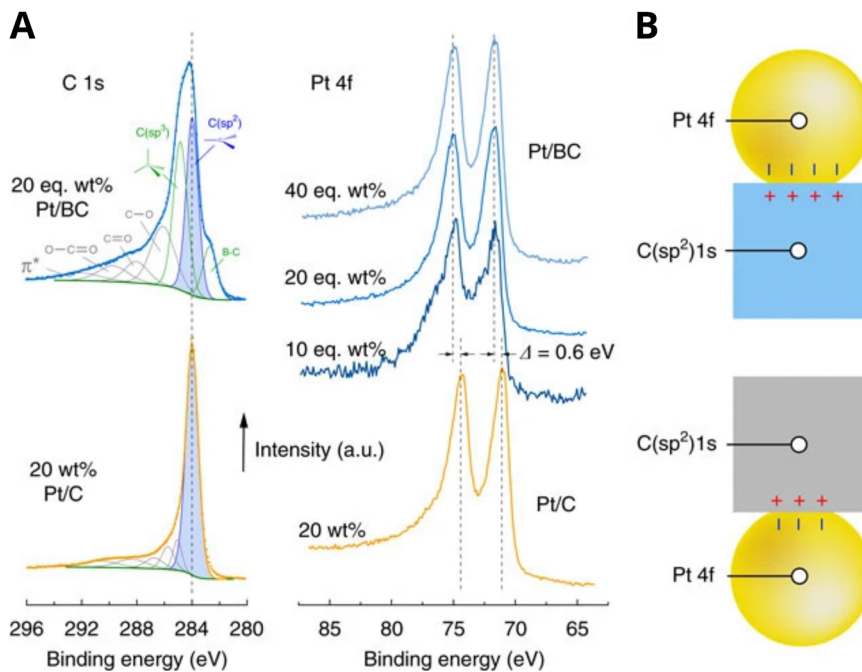 A
C 1s
C(sp³)
C(sp²)
20 eq. wt%
Pt/BC
C—O
C=O
O—C=O
π*
B-C
20 wt%
Pt/C
Intensity (a.u.)
296 292 288 284 280
Binding energy (eV)
Pt 4f
Pt/BC
40 eq. wt%
20 eq. wt%
10 eq. wt%
Δ = 0.6 eV
Pt/C
20 wt%
85 80 75 70 65
Binding energy (eV)
B
Pt 4f
+ + + +
C(sp²)1s
C(sp²)1s
+ + +
Pt 4f